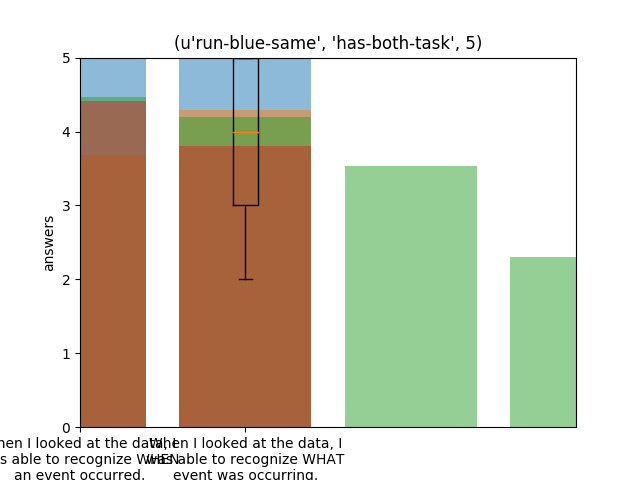 (u'run-blue-same', 'has-both-task', 5)
5
4
3
2
1
0
answers
hen I looked at the data, I
s able to recognize WHEN
an event occurred.
When I looked at the data, I
was able to recognize WHAT
event was occurring.